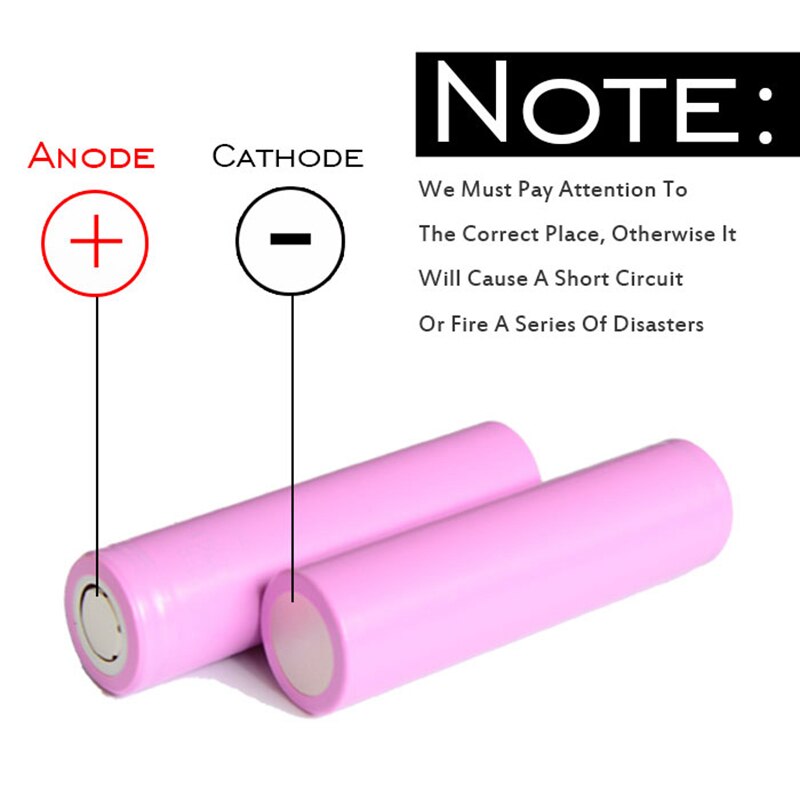 NOTE:
ANODE
CATHODE
+
-
We Must Pay Attention To
The Correct Place, Otherwise It
Will Cause A Short Circuit
Or Fire A Series Of Disasters